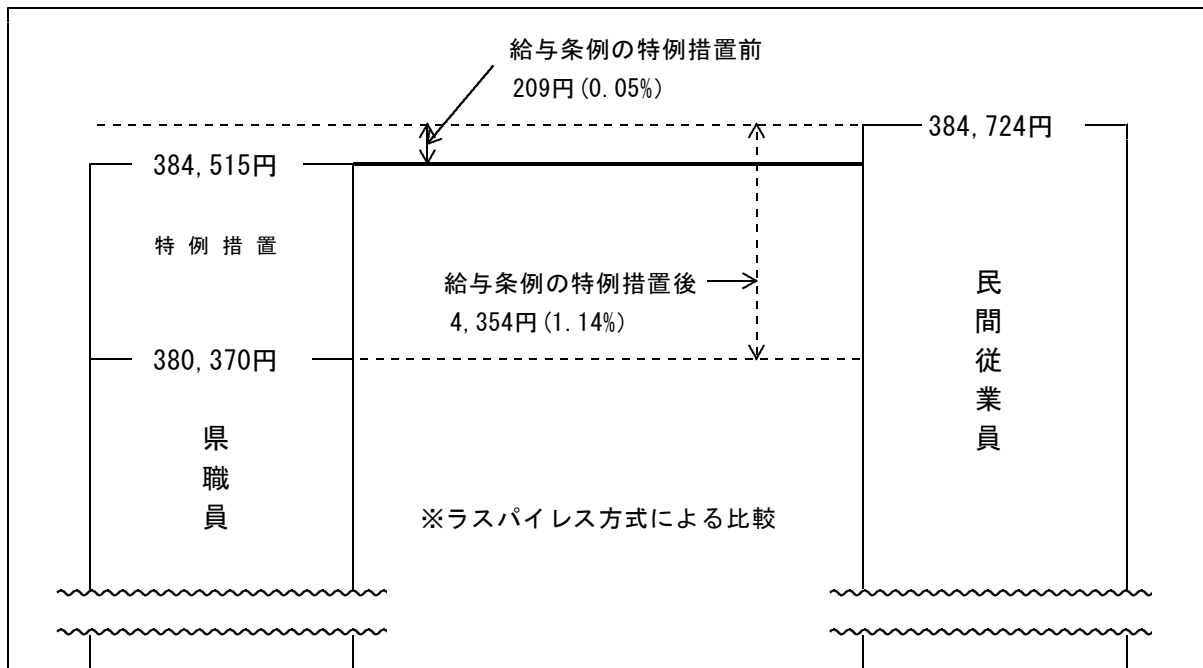 給与条例の特例措置前
209円(0.05%)
384,724円
384,515円
特例措置
給与条例の特例措置後
4,354円(1.14%)
380,370円
県職員
民間従業員
※ラスパイレス方式による比較